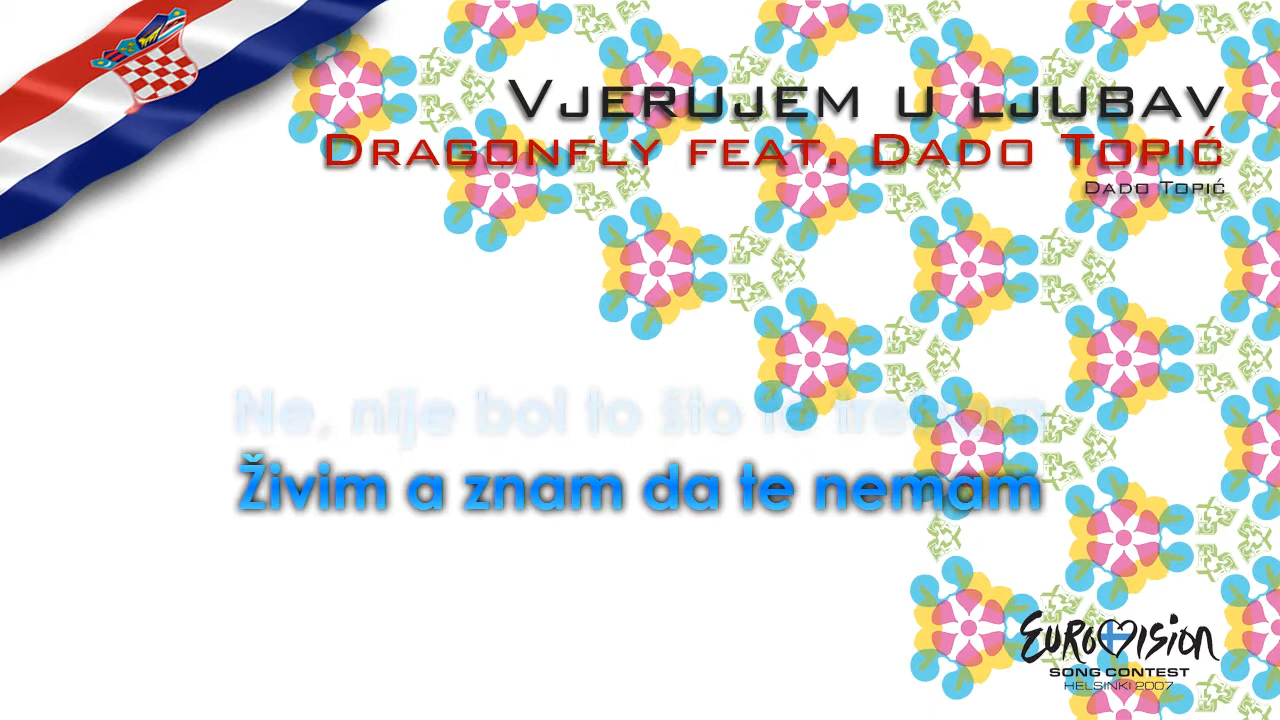 Vjerujem u ljubav
Dragonfly feat. Dado Topić
Dado Topić
Ne, nije bol to što te trebam
Živim a znam da te nemam
Eurovision
SONG CONTEST
HELSINKI 2007